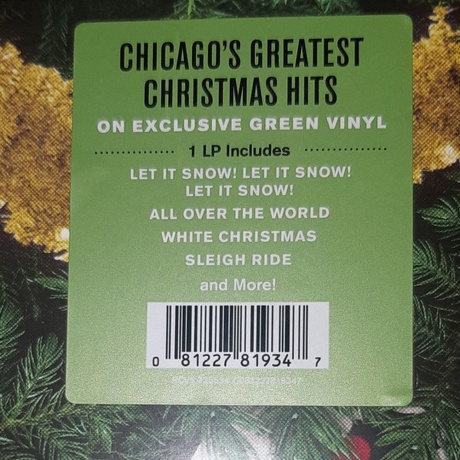 CHICAGO'S GREATEST
CHRISTMAS HITS
ON EXCLUSIVE GREEN VINYL
1 LP Includes
LET IT SNOW! LET IT SNOW!
LET IT SNOW!
ALL OVER THE WORLD
WHITE CHRISTMAS
SLEIGH RIDE
and More!
0 81227 81934 7